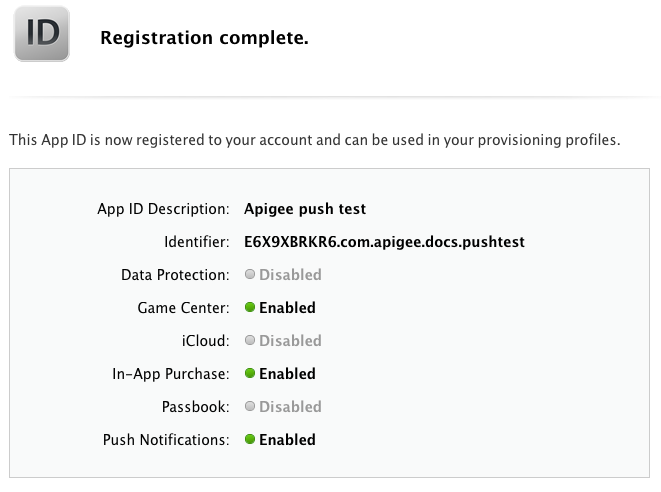 ID
Registration complete.
This App ID is now registered to your account and can be used in your provisioning profiles.
App ID Description: Apigee push test
Identifier: E6X9XBRKR6.com.apigee.docs.pushtest
Data Protection: Disabled
Game Center: Enabled
iCloud: Disabled
In-App Purchase: Enabled
Passbook: Disabled
Push Notifications: Enabled